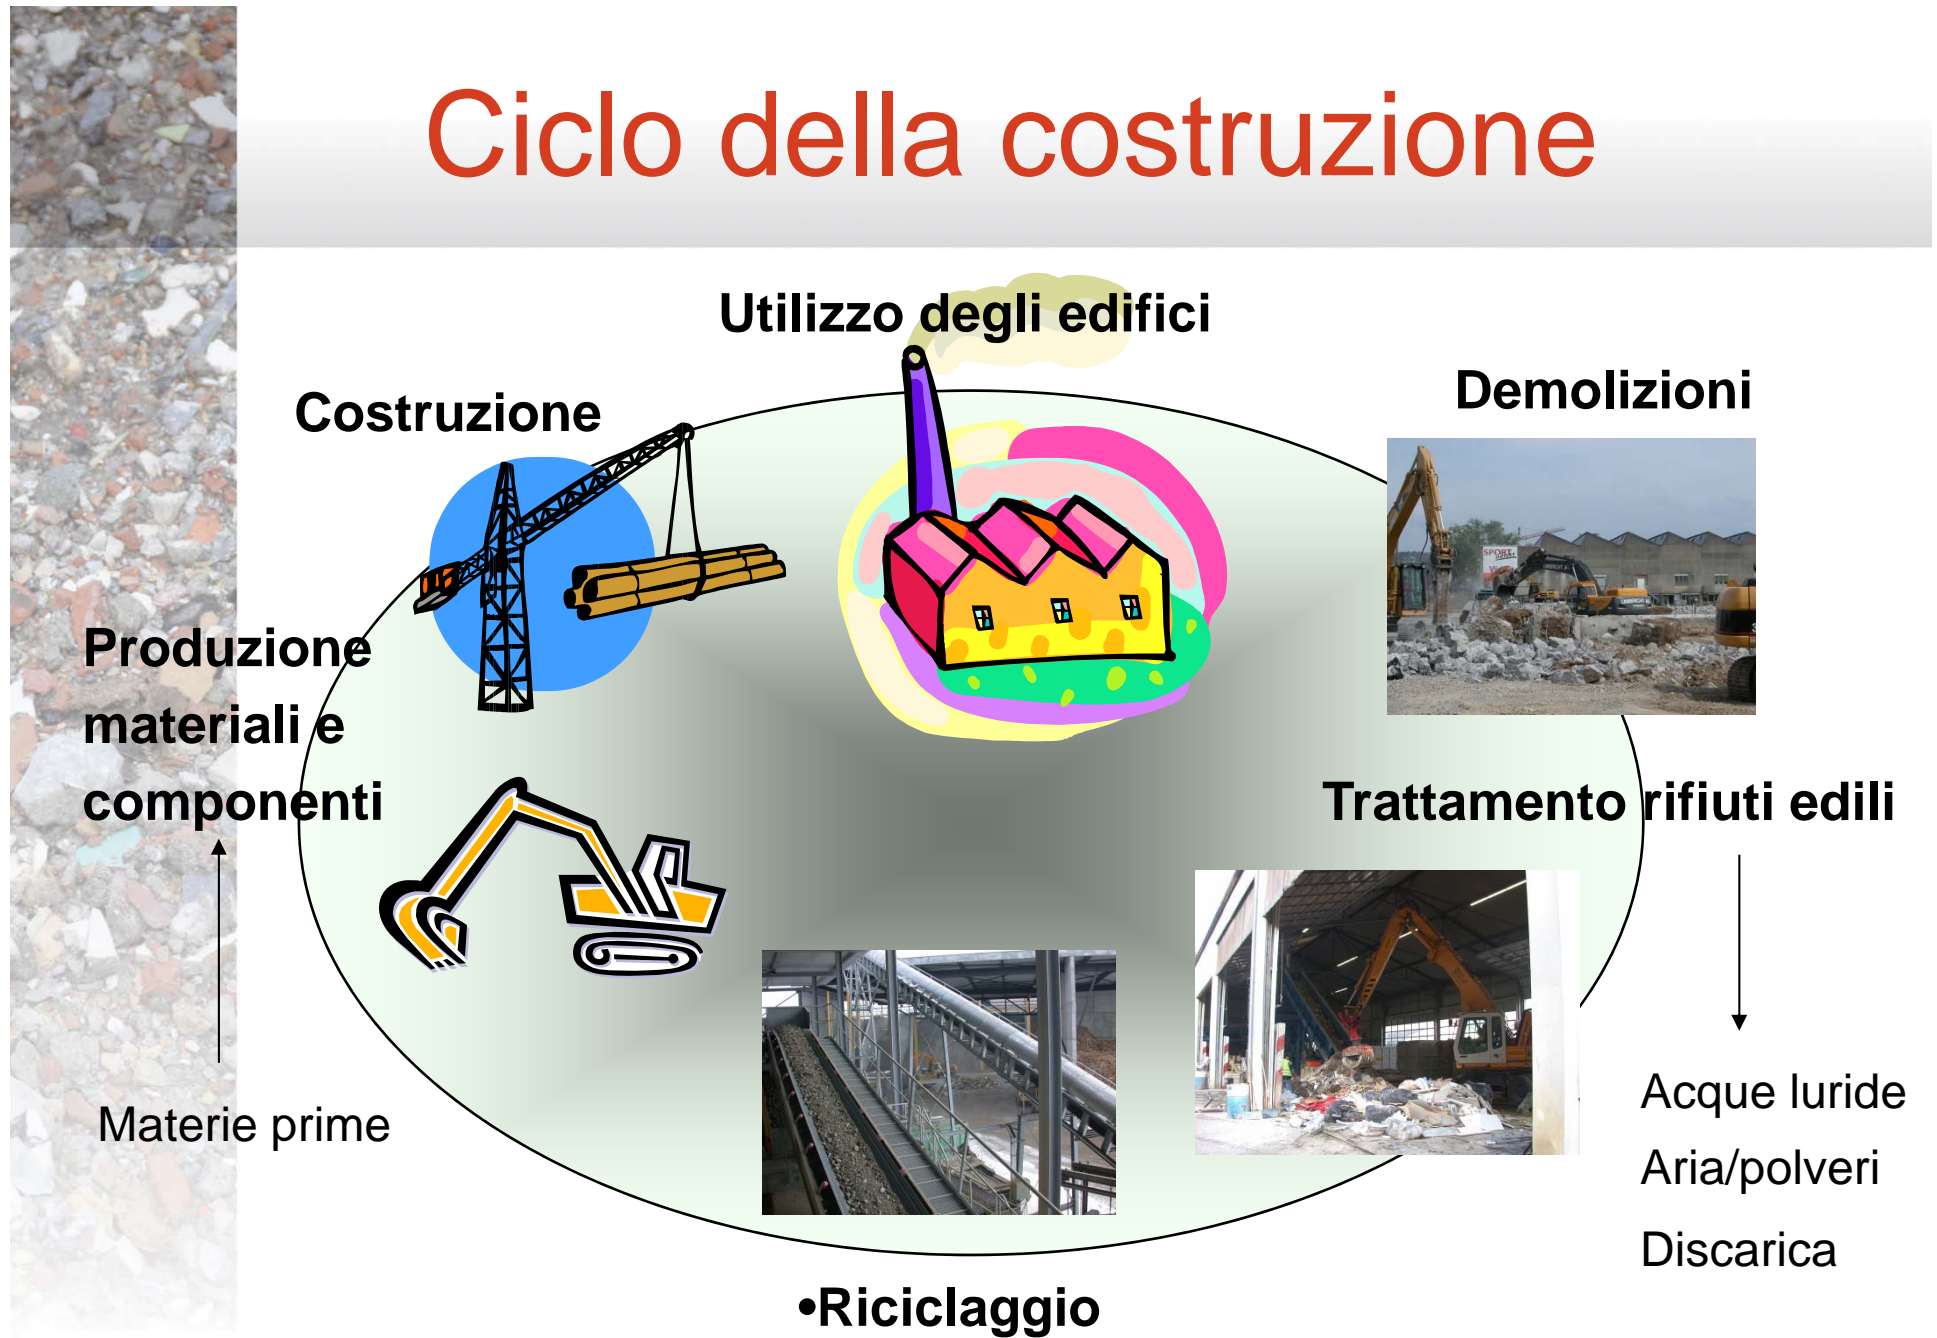 Ciclo della costruzione
Utilizzo degli edifici
Costruzione
Demolizioni
SPORT
Produzione
materiali e
componenti
Trattamento rifiuti edili
Materie prime
Acque luride
Aria/polveri
Discarica
•Riciclaggio